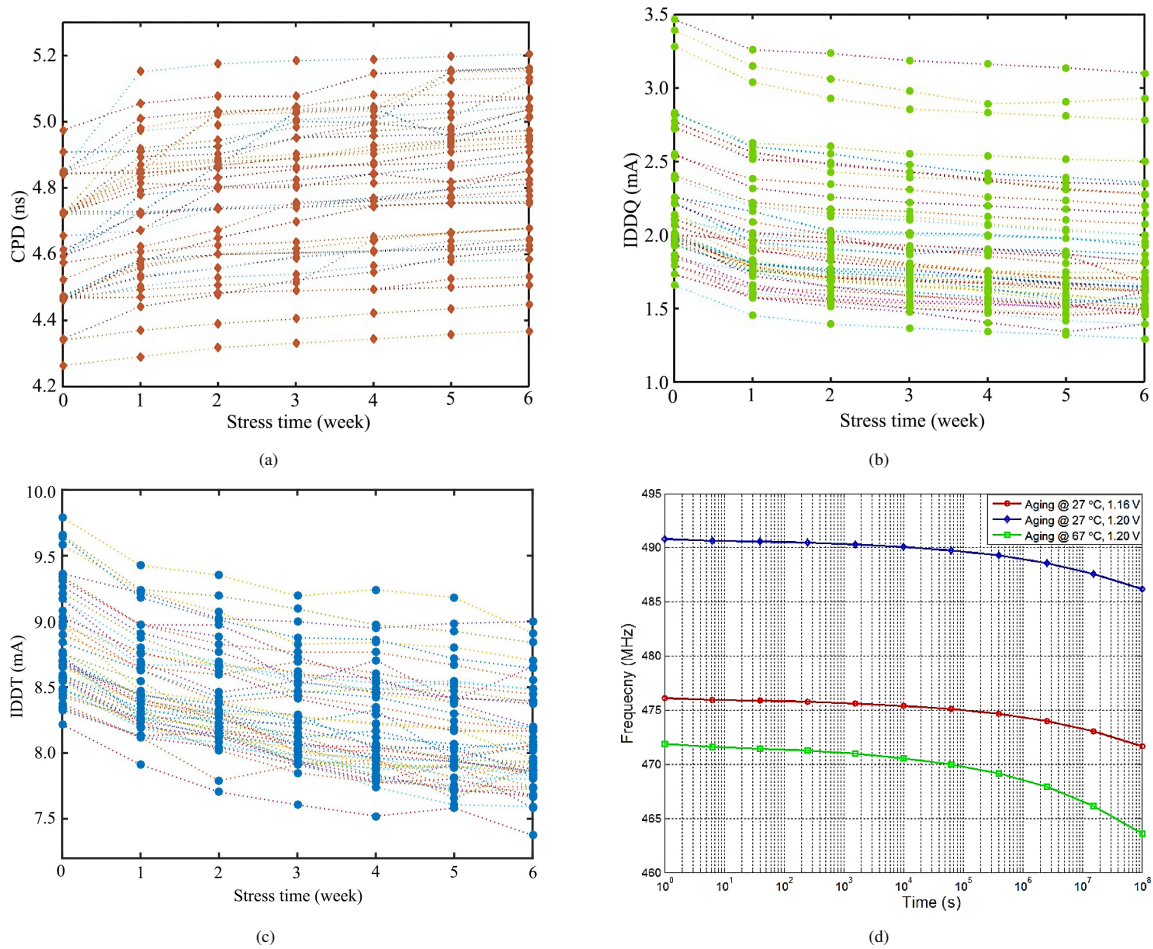 5.2
5.0
4.8
4.6
4.4
4.2
CPD (ns)
0 1 2 3 4 5 6
Stress time (week)
(a)
3.5
3.0
2.5
2.0
1.5
1.0
IDDQ (mA)
0 1 2 3 4 5 6
Stress time (week)
(b)
10.0
9.5
9.0
8.5
8.0
7.5
IDDT (mA)
0 1 2 3 4 5 6
Stress time (week)
(c)
495
490
485
480
475
470
465
460
Frequecny (MHz)
Aging @ 27 °C, 1.16 V
Aging @ 27 °C, 1.20 V
Aging @ 67 °C, 1.20 V
10⁰ 10¹ 10² 10³ 10⁴ 10⁵ 10⁶ 10⁷ 10⁸
Time (s)
(d)